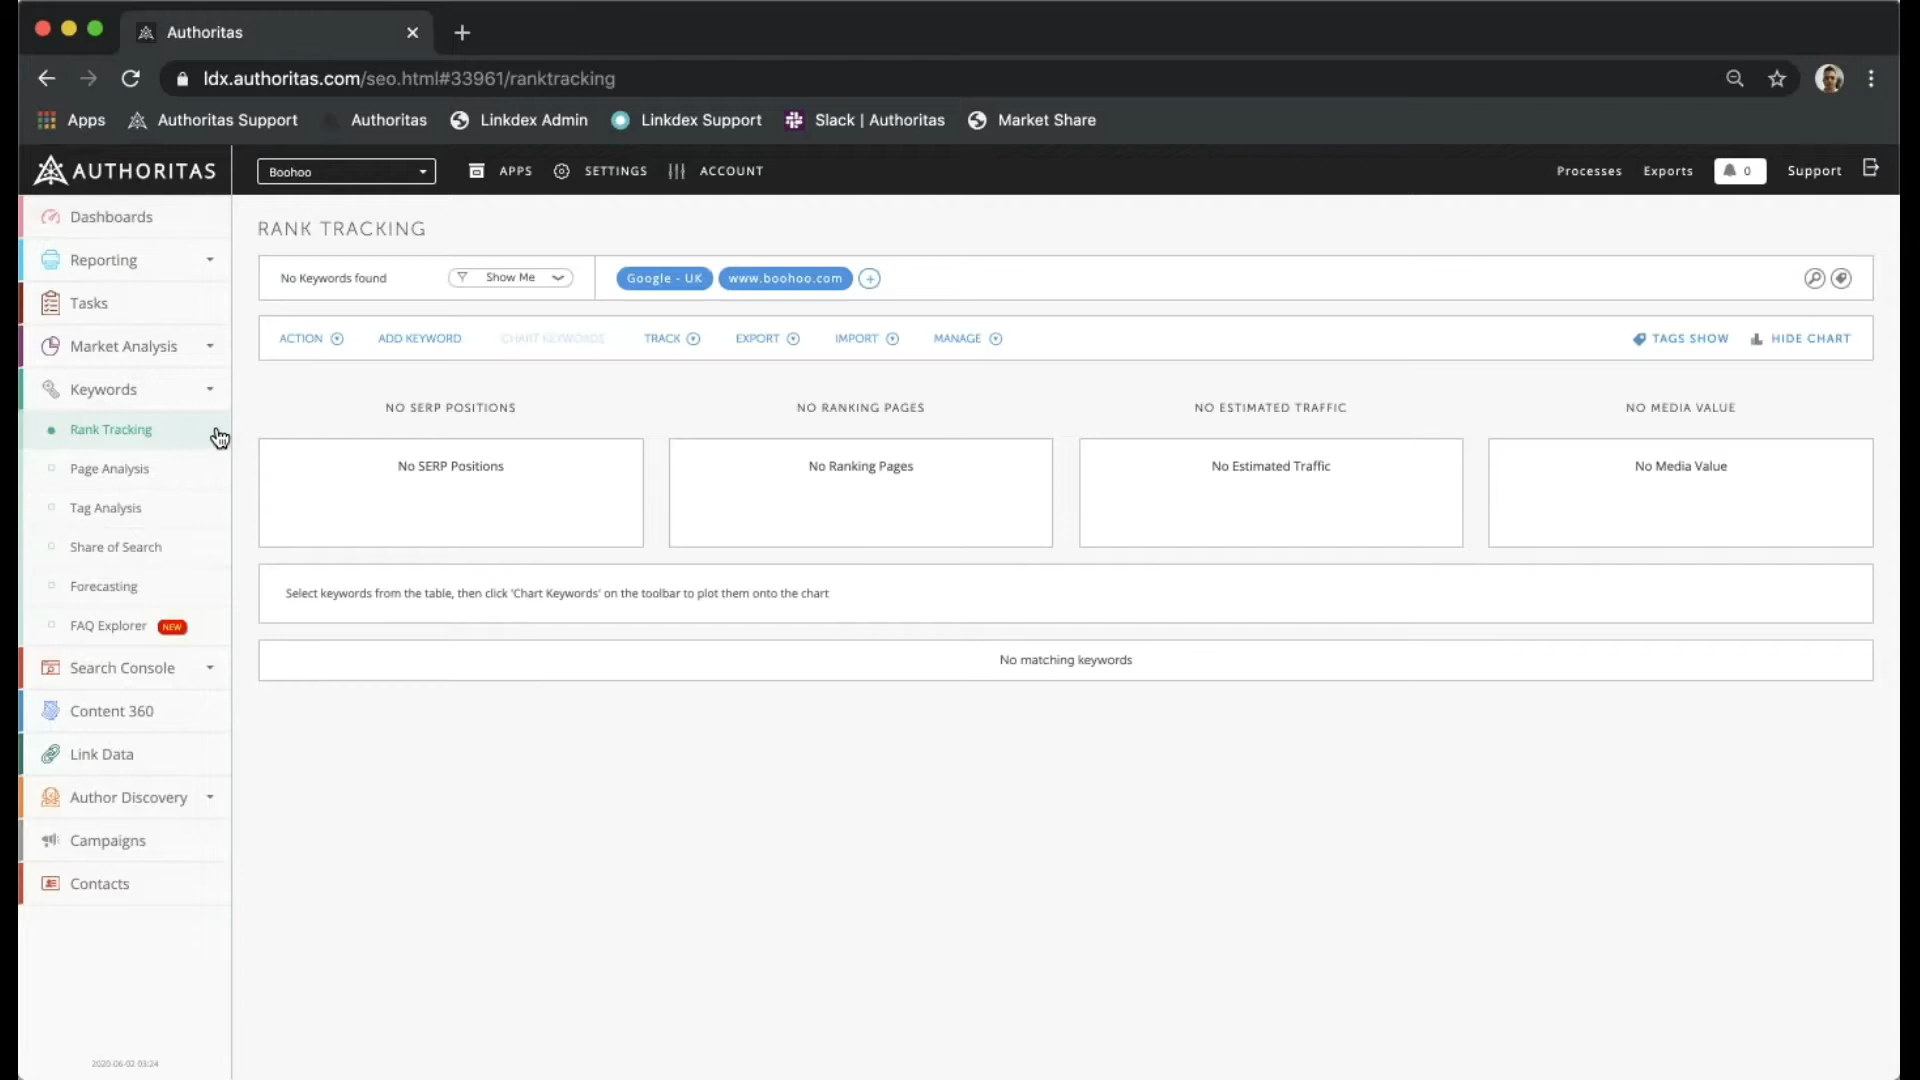 Authoritas
ldx.authoritas.com/seo.html#33961/ranktracking
Apps Authoritas Support Authoritas Linkdex Admin Linkdex Support Slack | Authoritas Market Share
AUTHORITAS Boohoo APPS SETTINGS ACCOUNT Processes Exports 0 Support
Dashboards
Reporting
Tasks
Market Analysis
Keywords
Rank Tracking
Page Analysis
Tag Analysis
Share of Search
Forecasting
FAQ Explorer NEW
Search Console
Content 360
Link Data
Author Discovery
Campaigns
Contacts
2020-06-02 03:24
RANK TRACKING
No Keywords found Show Me Google - UK www.boohoo.com
ACTION ADD KEYWORD CHART KEYWORDS TRACK EXPORT IMPORT MANAGE TAGS SHOW HIDE CHART
NO SERP POSITIONS NO RANKING PAGES NO ESTIMATED TRAFFIC NO MEDIA VALUE
No SERP Positions No Ranking Pages No Estimated Traffic No Media Value
Select keywords from the table, then click 'Chart Keywords' on the toolbar to plot them onto the chart
No matching keywords